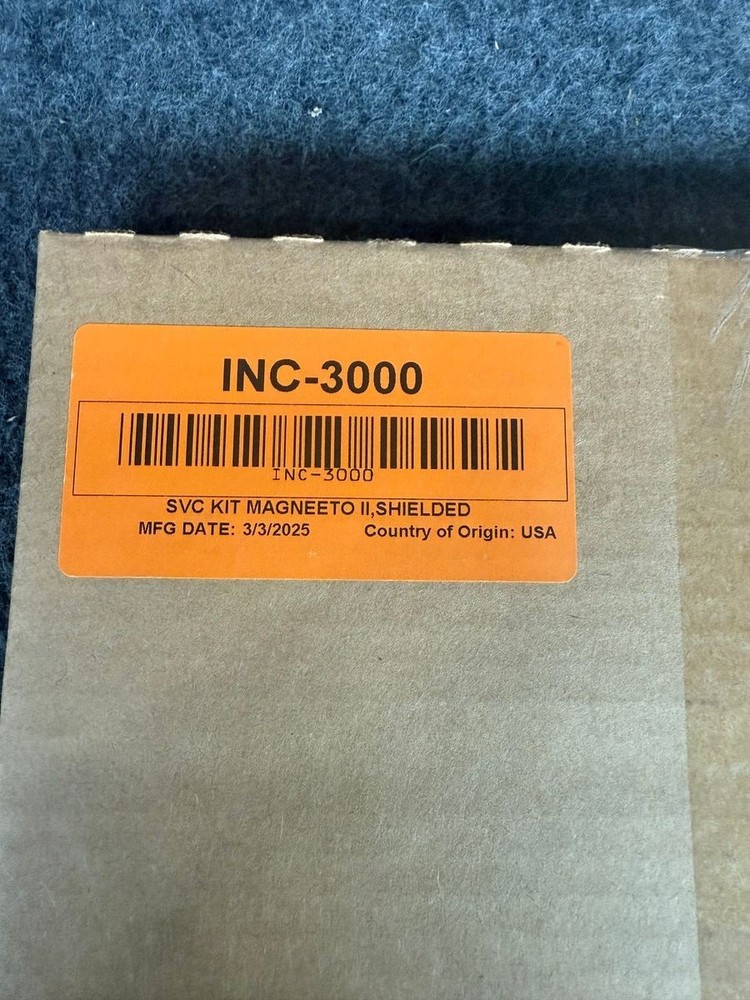 INC-3000
INC-3000
SVC KIT MAGNEETO II,SHIELDED
MFG DATE: 3/3/2025 Country of Origin: USA